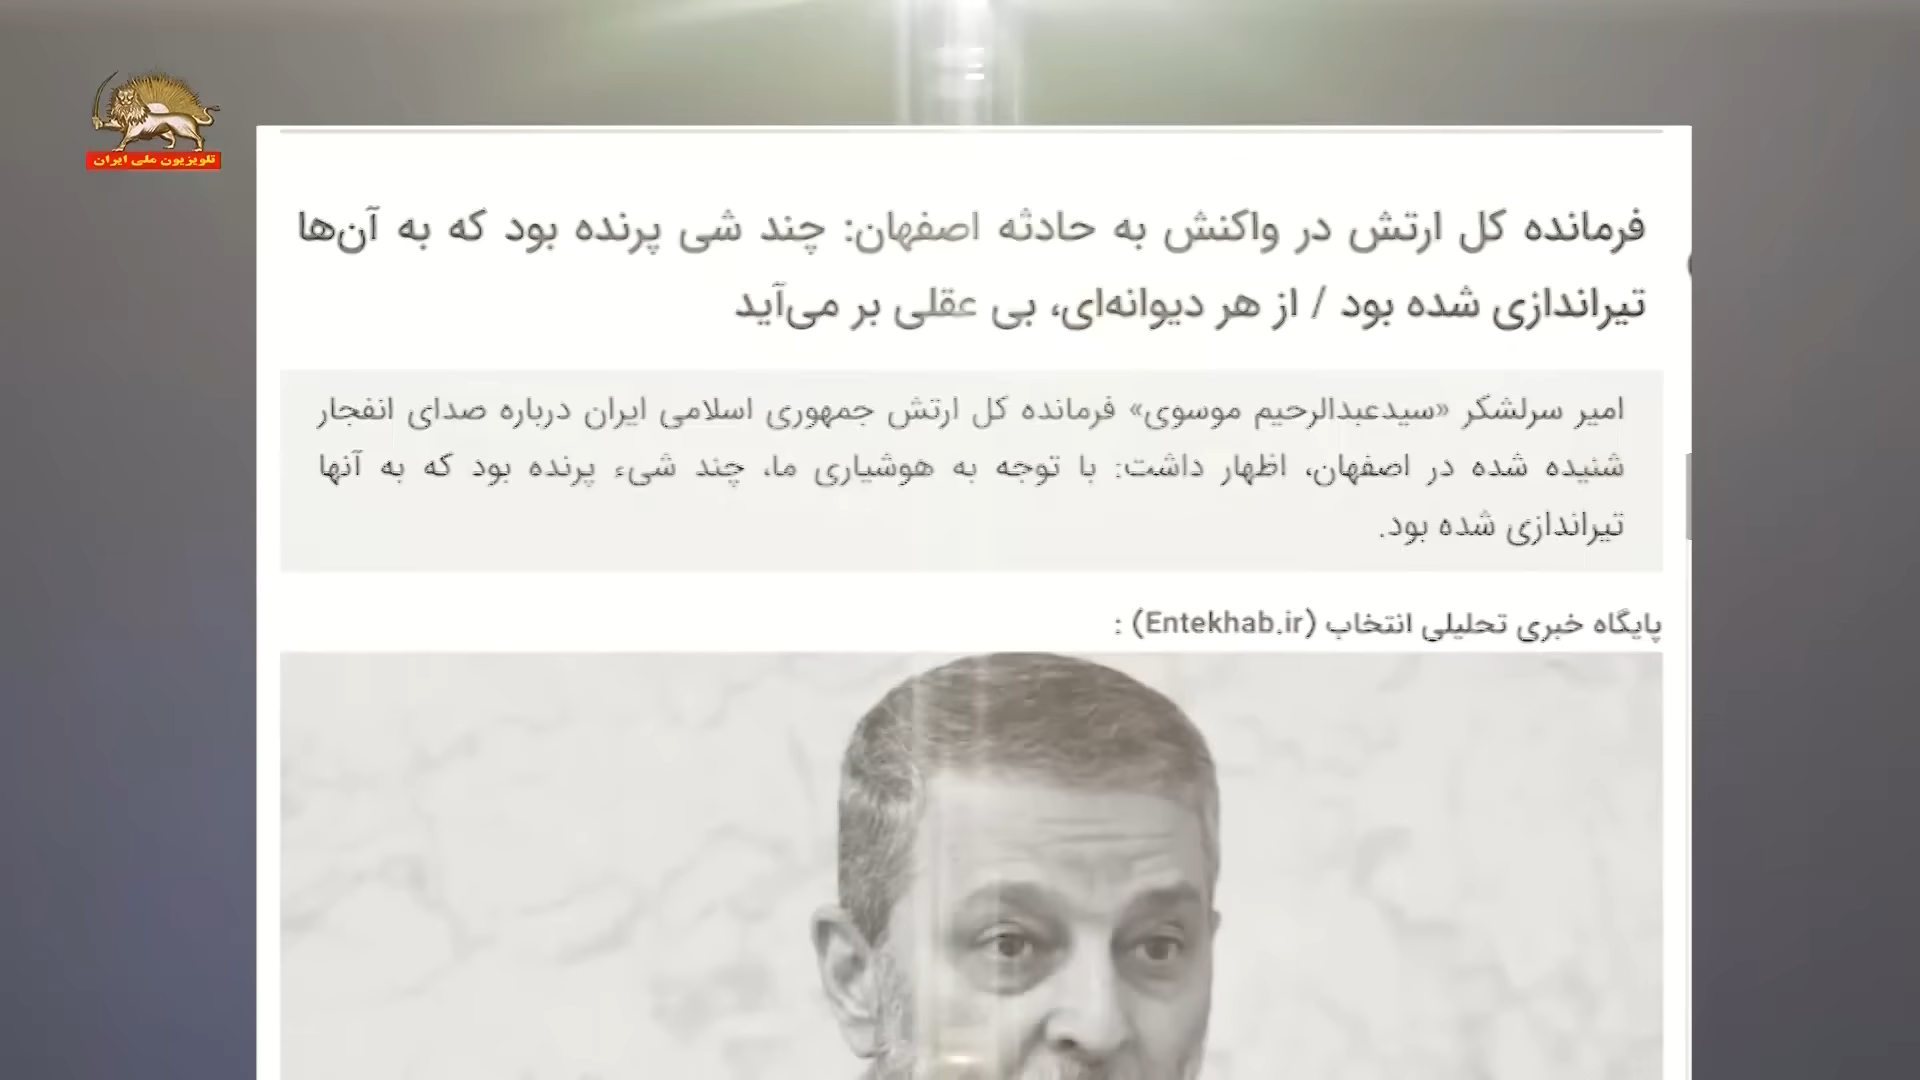 تلویزیون ملی ایران
فرمانده کل ارتش در واکنش به حادثه اصفهان: چند شی پرنده بود که به آن‌ها
تیراندازی شده بود / از هر دیوانه‌ای، بی عقلی بر می‌آید
امیر سرلشکر «سیدعبدالرحیم موسوی» فرمانده کل ارتش جمهوری اسلامی ایران درباره صدای انفجار
شنیده شده در اصفهان، اظهار داشت: با توجه به هوشیاری ما، چند شیء پرنده بود که به آنها
تیراندازی شده بود.
پایگاه خبری تحلیلی انتخاب (Entekhab.ir) :